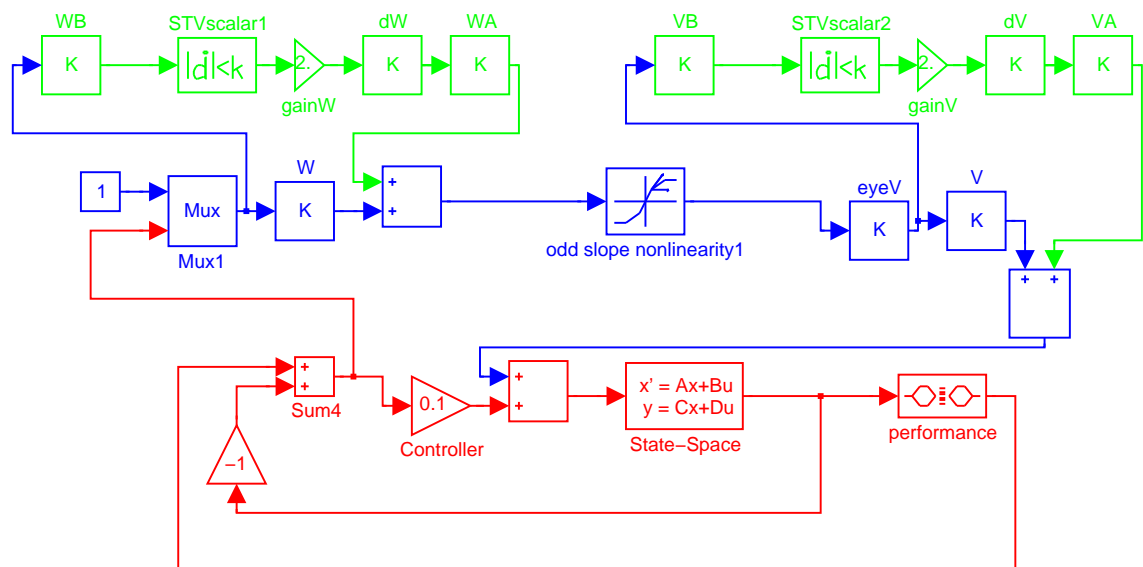 WB STVscalar1 dW WA VB STVscalar2 dV VA
K |d|<k 2. K K K |d|<k 2. K K
gainW gainV
W eyeV V
1 Mux K + + K K
Mux1 odd slope nonlinearity1
+ +
+ + Sum4
0.1 + +
x' = Ax+Bu
y = Cx+Du
Controller State−Space performance
−1